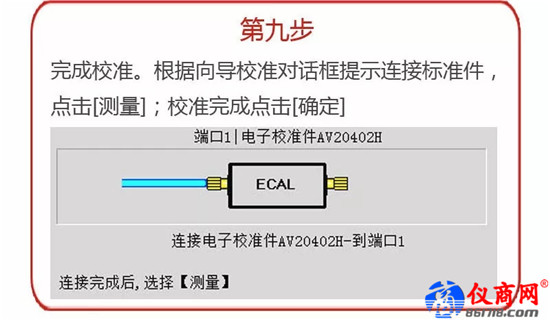 第九步
完成校准。根据向导校准对话框提示连接标准件，
点击[测量]；校准完成点击[确定]
端口1|电子校准件AV20402H
ECAL
连接电子校准件AV20402H-到端口1
连接完成后,选择【测量】
仪商网®
861718.com